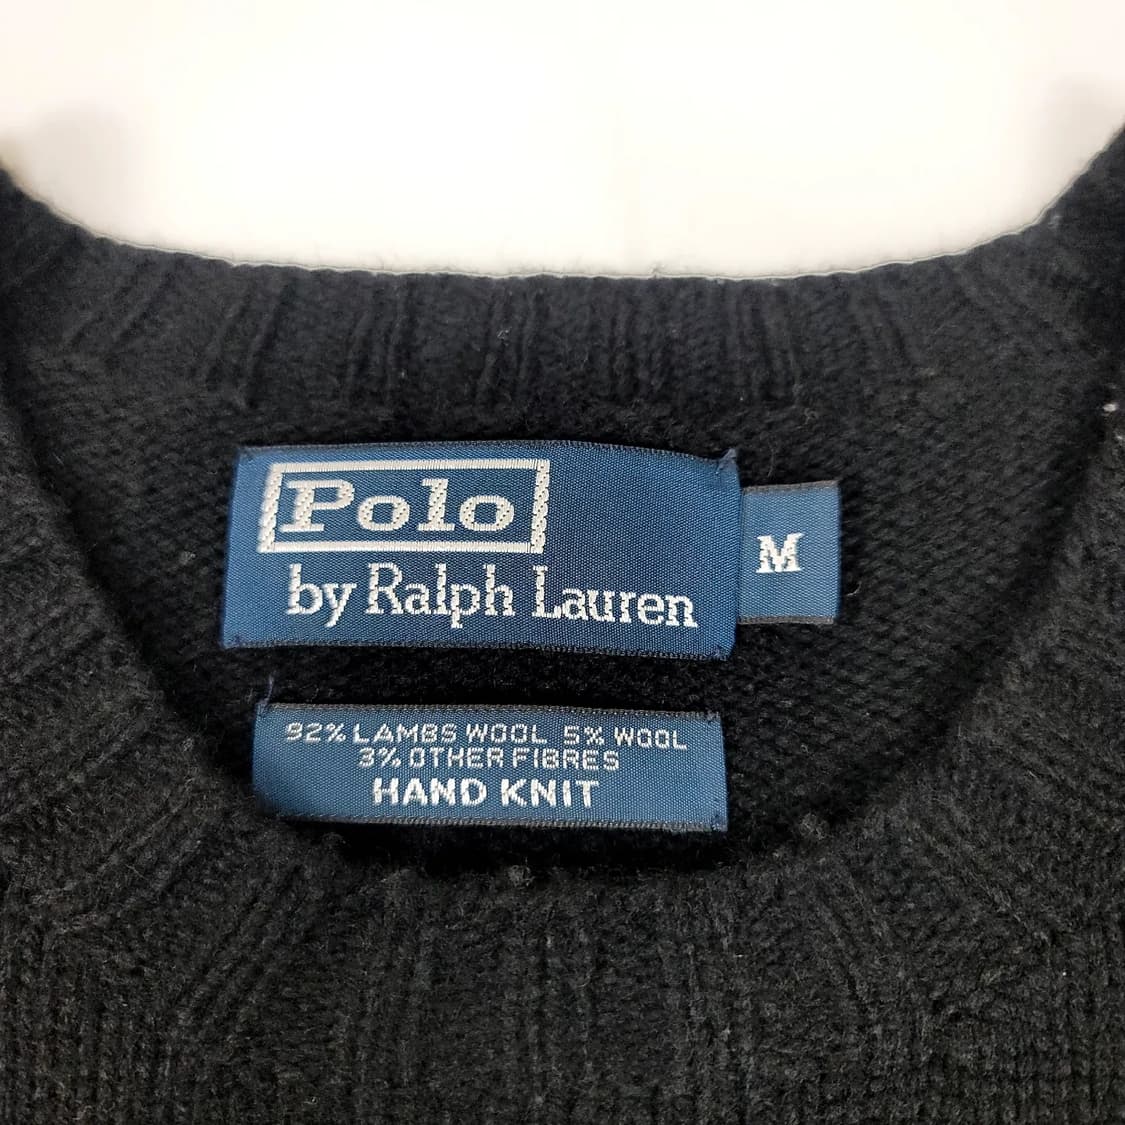 Polo
by Ralph Lauren
M
92% LAMBS WOOL 5% WOOL
3% OTHER FIBRES
HAND KNIT